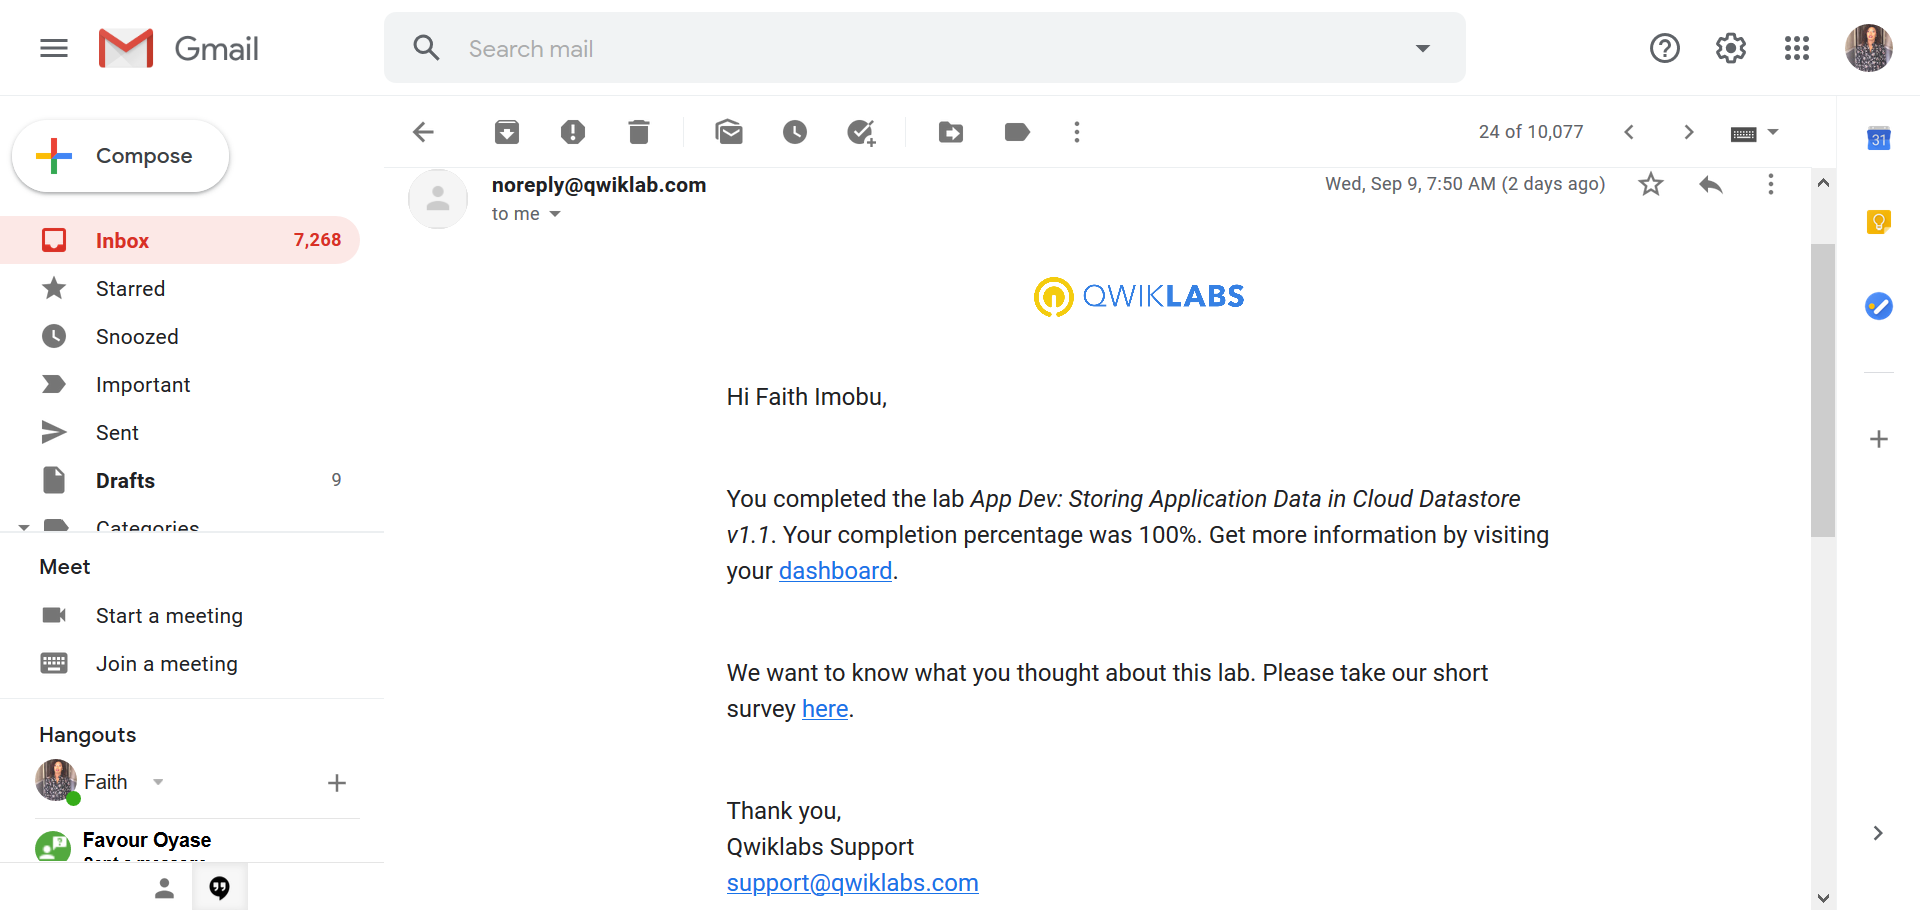 Gmail
Search mail
Compose
24 of 10,077
31
noreply@qwiklab.com
Wed, Sep 9, 7:50 AM (2 days ago)
to me
Inbox 7,268
Starred
Snoozed
Important
Sent
Drafts 9
Categories
Meet
Start a meeting
Join a meeting
Hangouts
Faith
Favour Oyase
QWIKLABS
Hi Faith Imobu,
You completed the lab App Dev: Storing Application Data in Cloud Datastore
v1.1. Your completion percentage was 100%. Get more information by visiting
your dashboard.
We want to know what you thought about this lab. Please take our short
survey here.
Thank you,
Qwiklabs Support
support@qwiklabs.com